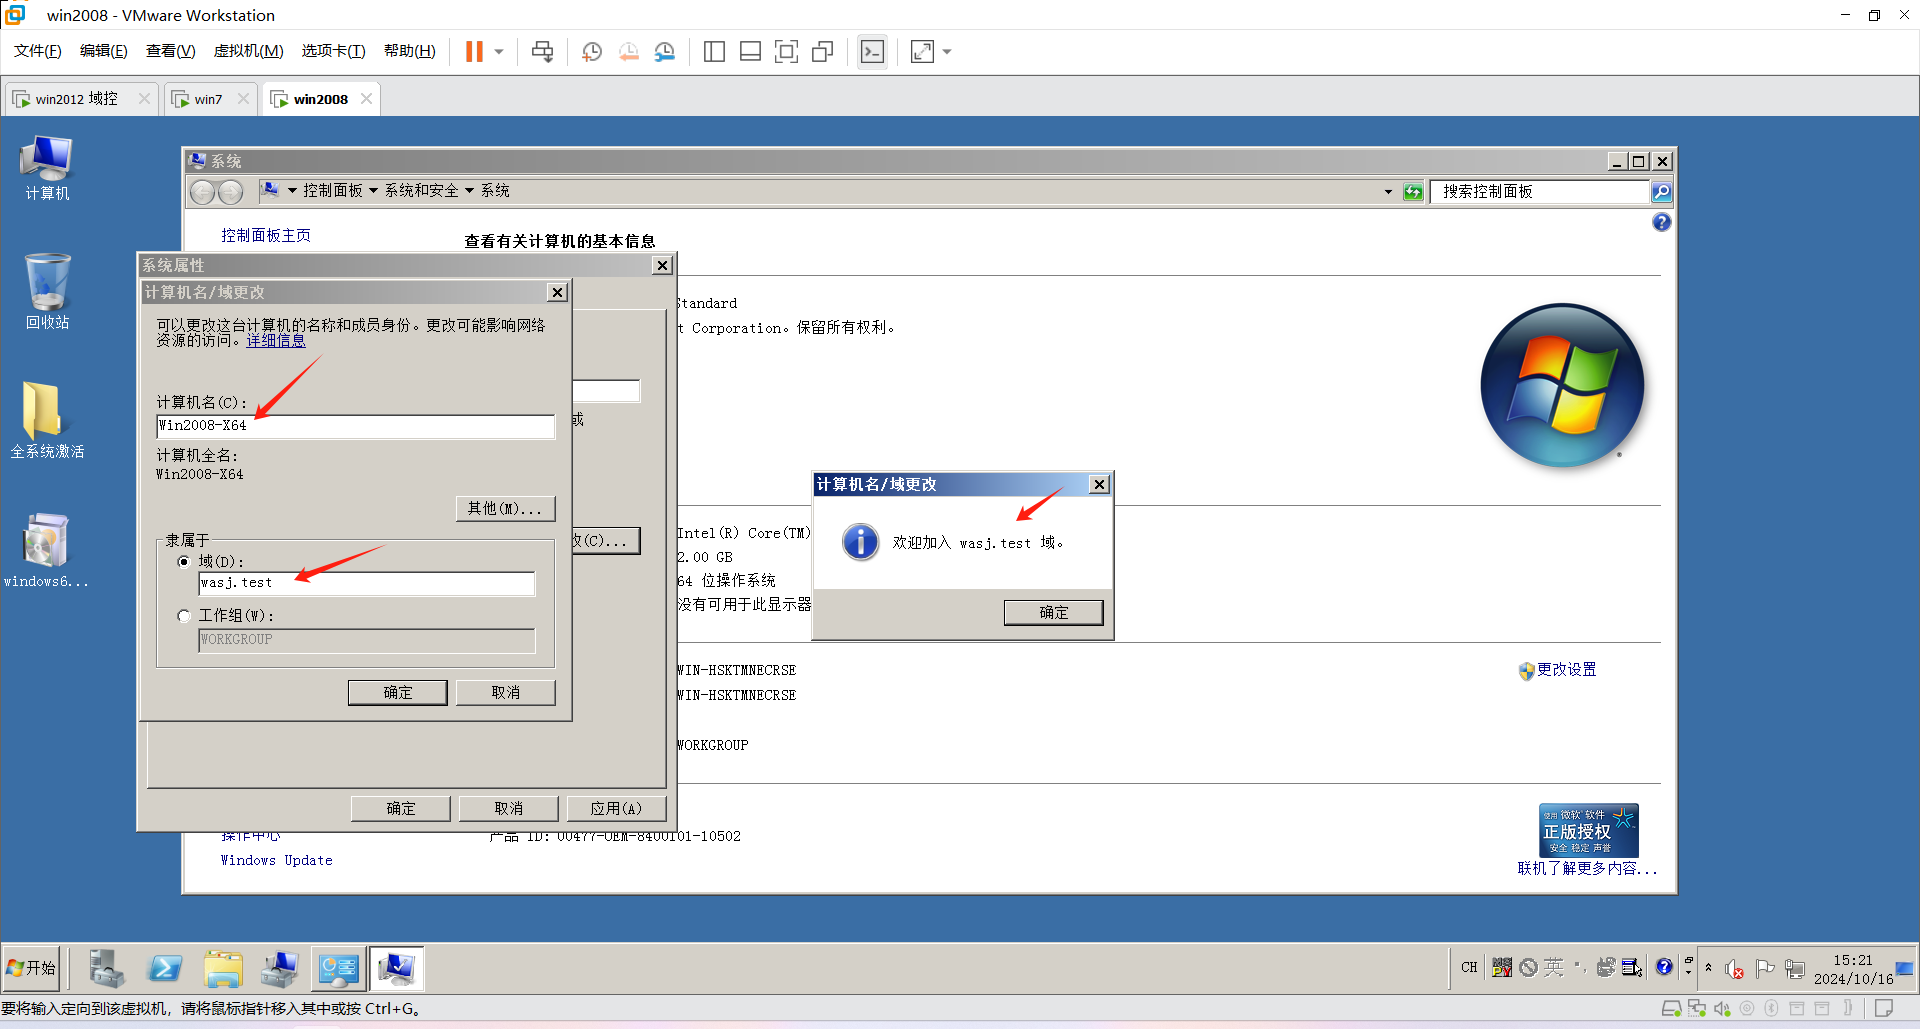 win2008 - VMware Workstation
文件(F) 编辑(E) 查看(V) 虚拟机(M) 选项卡(T) 帮助(H)
win2012 域控 win7 win2008
计算机
回收站
全系统激活
windows6...
系统
控制面板 系统和安全 系统 搜索控制面板
控制面板主页
查看有关计算机的基本信息
Standard
t Corporation。保留所有权利。
系统属性
计算机名/域更改
可以更改这台计算机的名称和成员身份。更改可能影响网络
资源的访问。详细信息
计算机名(C):
Win2008-X64
计算机全名:
Win2008-X64
其他(M)...
隶属于
域(D):
wasj.test
工作组(W):
WORKGROUP
确定 取消
或
改(C)...
确定 取消 应用(A)
计算机名/域更改
欢迎加入 wasj.test 域。
确定
Intel(R) Core(TM)
2.00 GB
64 位操作系统
没有可用于此显示器
WIN-HSKTMNECRSE
WIN-HSKTMNECRSE
更改设置
WORKGROUP
操作中心
产品 ID: 00477-OEM-8400101-10502
Windows Update
使用 微软 软件
正版授权
安全 稳定 声誉
联机了解更多内容...
开始
CH 英
15:21
2024/10/16
要将输入定向到该虚拟机，请将鼠标指针移入其中或按 Ctrl+G。